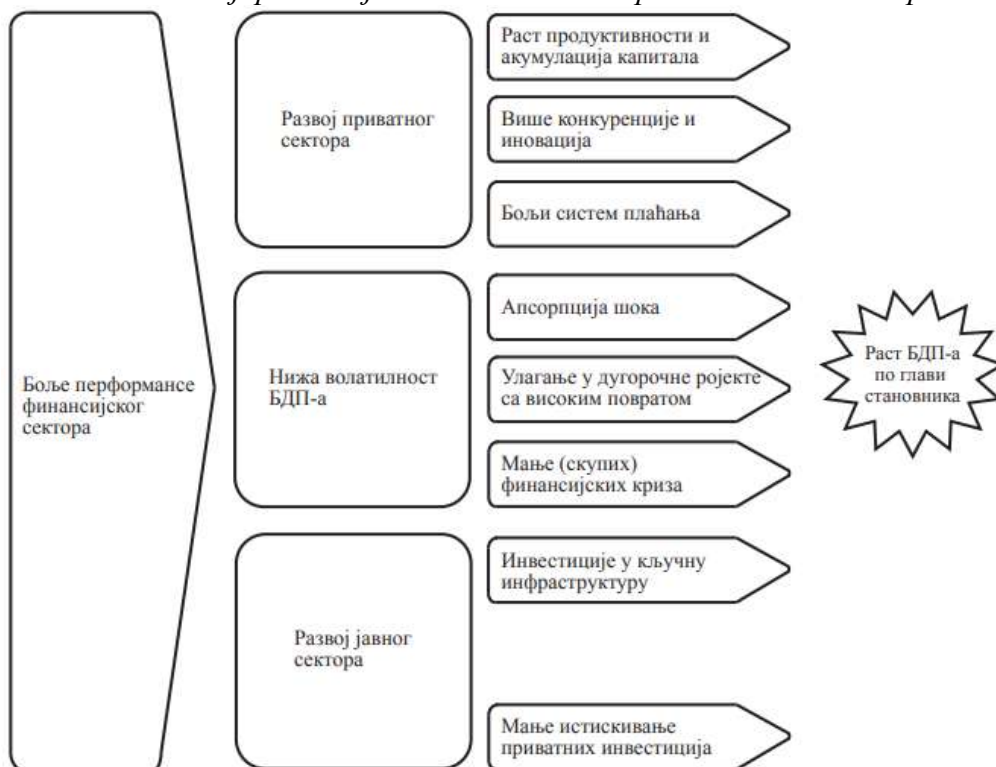 Боље перформансе
финансијског
сектора
Развој приватног
сектора
Раст продуктивности и
акумулација капитала
Више конкуренције и
иновација
Бољи систем плаћања
Нижа волатилност
БДП-а
Апсорпција шока
Улагање у дугорочне ројекте
са високим повратом
Мање (скупих)
финансијских криза
Развој јавног
сектора
Инвестиције у кључну
инфраструктуру
Мање истискивање
приватних инвестиција
Раст БДП-а
по глави
становника